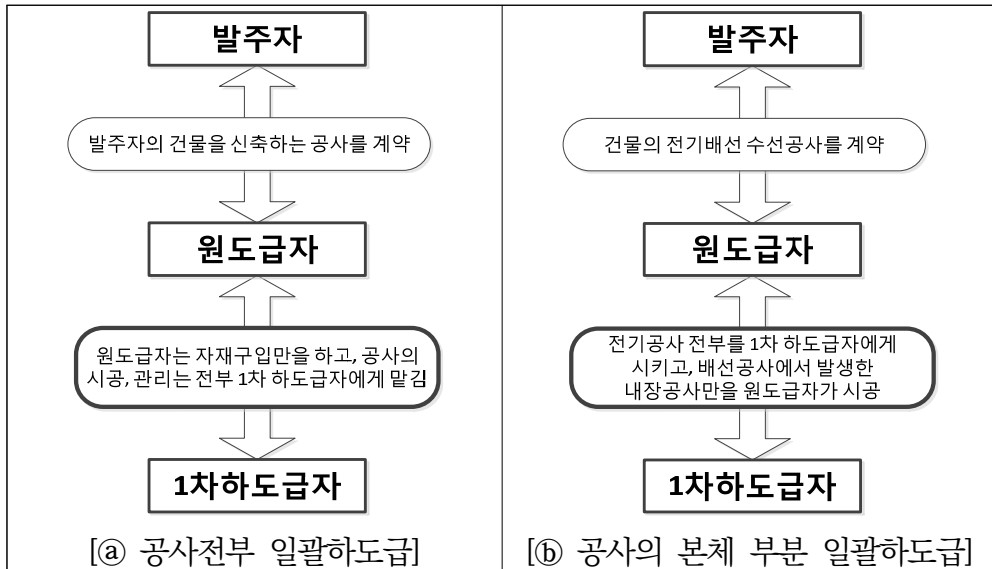 발주자
발주자의 건물을 신축하는 공사를 계약
원도급자
원도급자는 자재구입만을 하고, 공사의
시공, 관리는 전부 1차 하도급자에게 맡김
1차하도급자
[ⓐ 공사전부 일괄하도급]
발주자
건물의 전기배선 수선공사를 계약
원도급자
전기공사 전부를 1차 하도급자에게
시키고, 배선공사에서 발생한
내장공사만을 원도급자가 시공
1차하도급자
[ⓑ 공사의 본체 부분 일괄하도급]